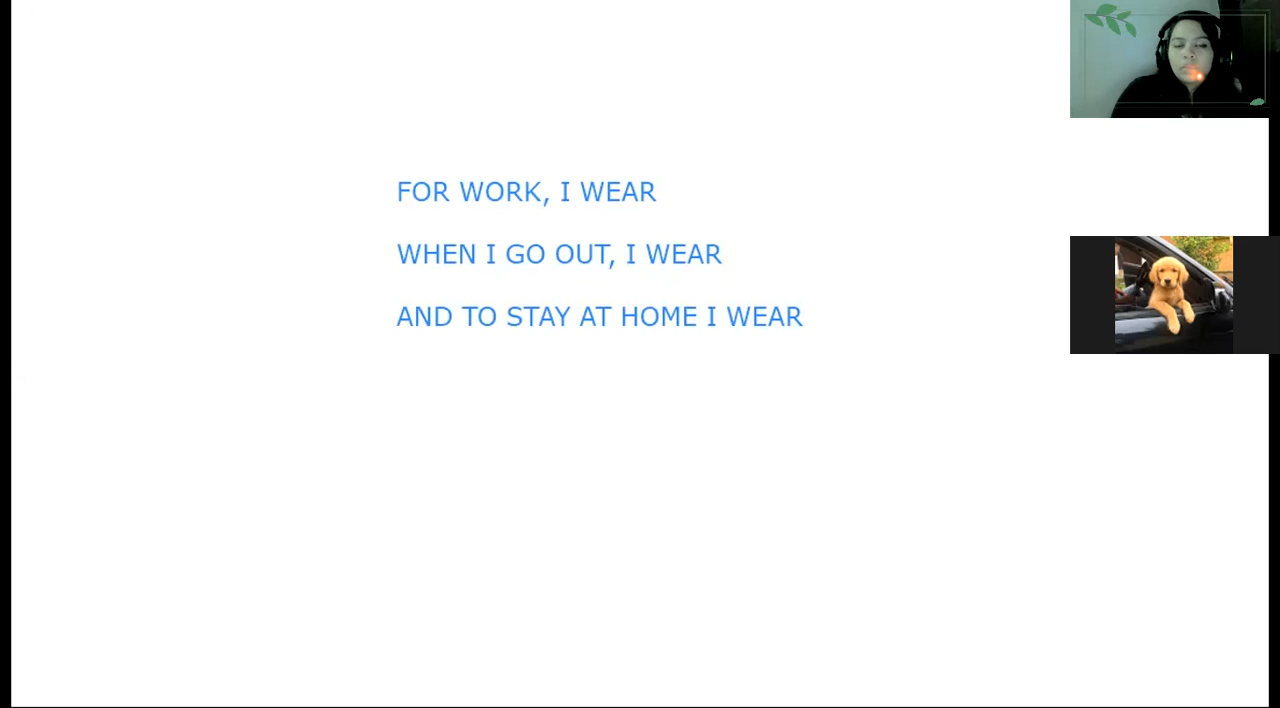 FOR WORK, I WEAR
WHEN I GO OUT, I WEAR
AND TO STAY AT HOME I WEAR